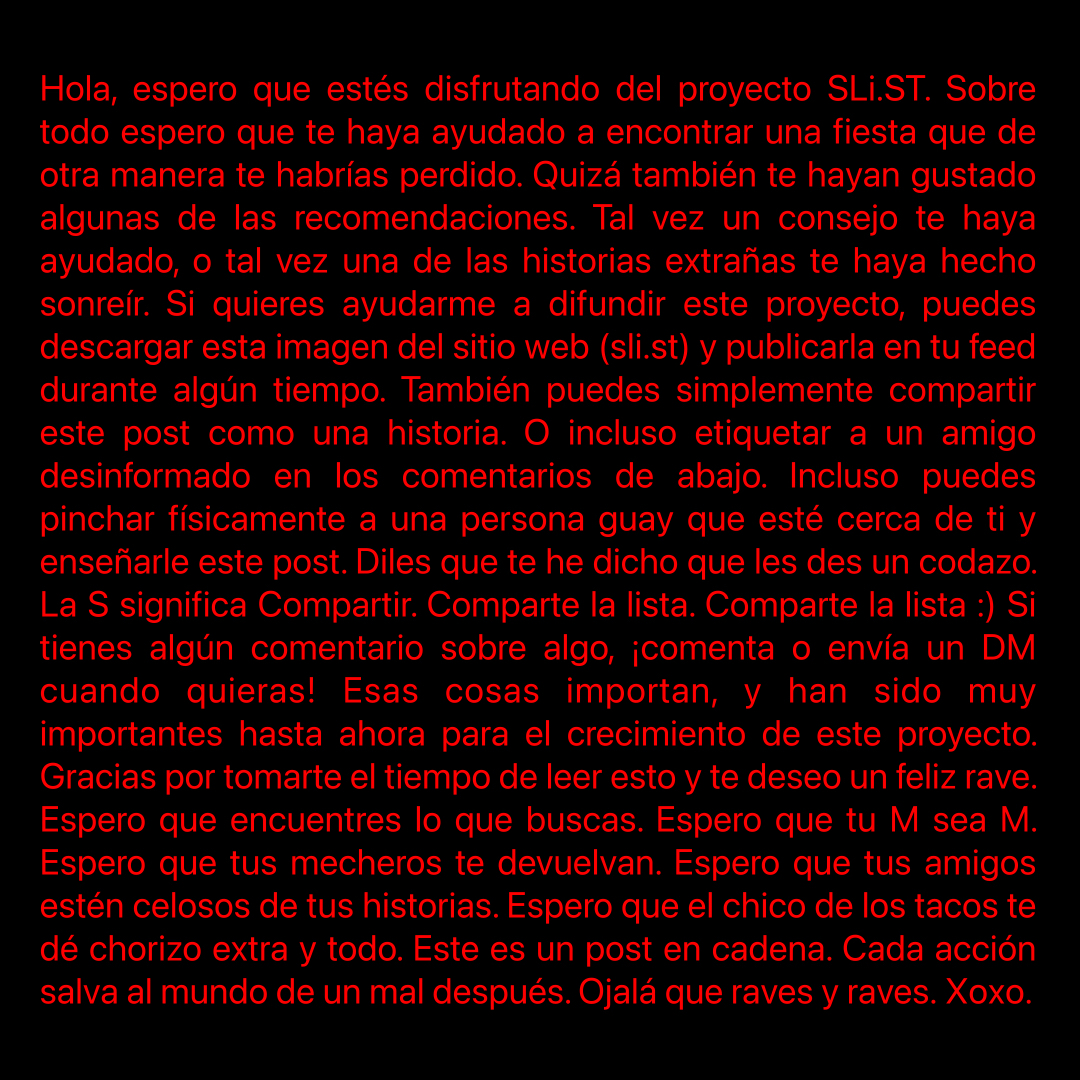 Hola, espero que estés disfrutando del proyecto SLi.ST. Sobre
todo espero que te haya ayudado a encontrar una fiesta que de
otra manera te habrías perdido. Quizá también te hayan gustado
algunas de las recomendaciones. Tal vez un consejo te haya
ayudado, o tal vez una de las historias extrañas te haya hecho
sonreír. Si quieres ayudarme a difundir este proyecto, puedes
descargar esta imagen del sitio web (sli.st) y publicarla en tu feed
durante algún tiempo. También puedes simplemente compartir
este post como una historia. O incluso etiquetar a un amigo
desinformado en los comentarios de abajo. Incluso puedes
pinchar físicamente a una persona guay que esté cerca de ti y
enseñarle este post. Diles que te he dicho que les des un codazo.
La S significa Compartir. Comparte la lista. Comparte la lista :) Si
tienes algún comentario sobre algo, ¡comenta o envía un DM
cuando quieras! Esas cosas importan, y han sido muy
importantes hasta ahora para el crecimiento de este proyecto.
Gracias por tomarte el tiempo de leer esto y te deseo un feliz rave.
Espero que encuentres lo que buscas. Espero que tu M sea M.
Espero que tus mecheros te devuelvan. Espero que tus amigos
estén celosos de tus historias. Espero que el chico de los tacos te
dé chorizo extra y todo. Este es un post en cadena. Cada acción
salva al mundo de un mal después. Ojalá que raves y raves. Xoxo.